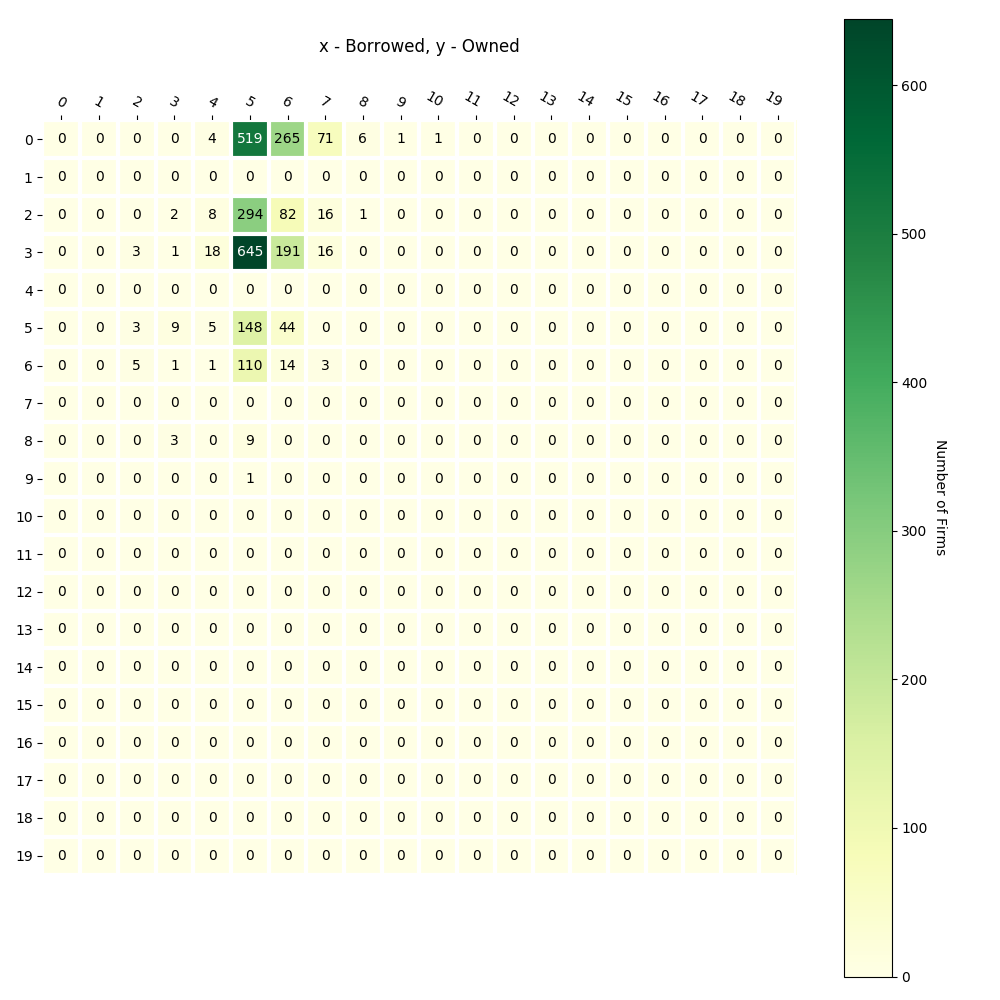 x - Borrowed, y - Owned
0 1 2 3 4 5 6 7 8 9 10 11 12 13 14 15 16 17 18 19
0 0 0 0 0 4 519 265 71 6 1 1 0 0 0 0 0 0 0 0 0
1 0 0 0 0 0 0 0 0 0 0 0 0 0 0 0 0 0 0 0 0
2 0 0 0 2 8 294 82 16 1 0 0 0 0 0 0 0 0 0 0 0
3 0 0 3 1 18 645 191 16 0 0 0 0 0 0 0 0 0 0 0 0
4 0 0 0 0 0 0 0 0 0 0 0 0 0 0 0 0 0 0 0 0
5 0 0 3 9 5 148 44 0 0 0 0 0 0 0 0 0 0 0 0 0
6 0 0 5 1 1 110 14 3 0 0 0 0 0 0 0 0 0 0 0 0
7 0 0 0 0 0 0 0 0 0 0 0 0 0 0 0 0 0 0 0 0
8 0 0 0 3 0 9 0 0 0 0 0 0 0 0 0 0 0 0 0 0
9 0 0 0 0 0 1 0 0 0 0 0 0 0 0 0 0 0 0 0 0
10 0 0 0 0 0 0 0 0 0 0 0 0 0 0 0 0 0 0 0 0
11 0 0 0 0 0 0 0 0 0 0 0 0 0 0 0 0 0 0 0 0
12 0 0 0 0 0 0 0 0 0 0 0 0 0 0 0 0 0 0 0 0
13 0 0 0 0 0 0 0 0 0 0 0 0 0 0 0 0 0 0 0 0
14 0 0 0 0 0 0 0 0 0 0 0 0 0 0 0 0 0 0 0 0
15 0 0 0 0 0 0 0 0 0 0 0 0 0 0 0 0 0 0 0 0
16 0 0 0 0 0 0 0 0 0 0 0 0 0 0 0 0 0 0 0 0
17 0 0 0 0 0 0 0 0 0 0 0 0 0 0 0 0 0 0 0 0
18 0 0 0 0 0 0 0 0 0 0 0 0 0 0 0 0 0 0 0 0
19 0 0 0 0 0 0 0 0 0 0 0 0 0 0 0 0 0 0 0 0
600
500
400
300
200
100
0
Number of Firms